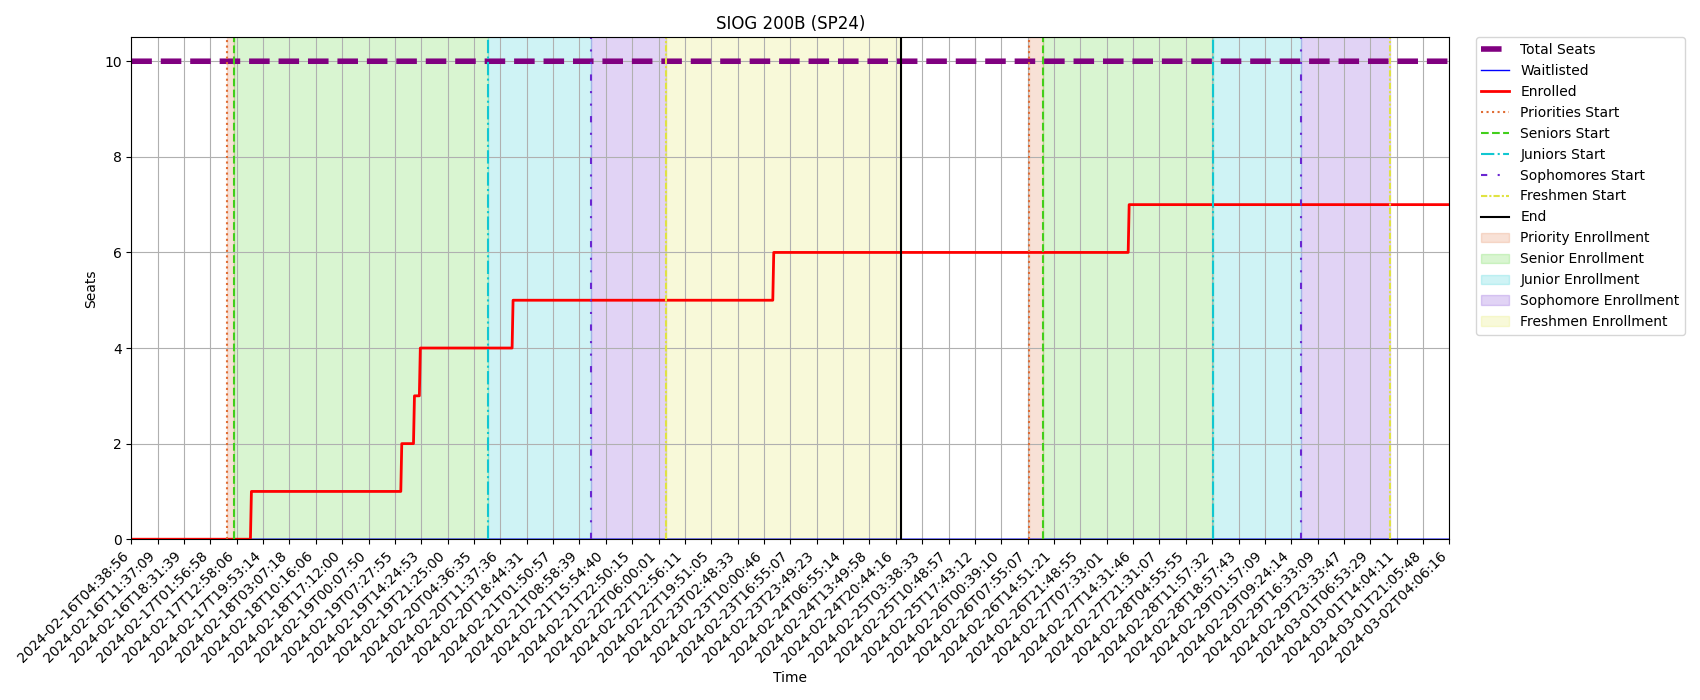 SIOG 200B (SP24)
Total Seats
Waitlisted
Enrolled
Priorities Start
Seniors Start
Juniors Start
Sophomores Start
Freshmen Start
End
Priority Enrollment
Senior Enrollment
Junior Enrollment
Sophomore Enrollment
Freshmen Enrollment
10
8
6
4
2
0
Seats
2024-02-16T04:38:56
2024-02-16T11:37:09
2024-02-16T18:31:39
2024-02-17T01:56:58
2024-02-17T12:58:06
2024-02-17T19:53:14
2024-02-18T03:07:18
2024-02-18T10:16:06
2024-02-18T17:12:00
2024-02-19T00:07:50
2024-02-19T07:27:55
2024-02-19T14:24:53
2024-02-19T21:25:00
2024-02-20T04:36:35
2024-02-20T11:37:36
2024-02-20T18:44:31
2024-02-21T01:50:57
2024-02-21T08:58:39
2024-02-21T15:54:40
2024-02-21T22:50:15
2024-02-22T06:00:01
2024-02-22T12:56:11
2024-02-22T19:51:05
2024-02-23T02:48:33
2024-02-23T10:00:46
2024-02-23T16:55:07
2024-02-23T23:49:23
2024-02-24T06:55:14
2024-02-24T13:49:58
2024-02-24T20:44:16
2024-02-25T03:38:33
2024-02-25T10:48:57
2024-02-25T17:43:12
2024-02-26T00:39:10
2024-02-26T07:55:07
2024-02-26T14:51:21
2024-02-26T21:48:55
2024-02-27T07:33:01
2024-02-27T14:31:46
2024-02-27T21:31:07
2024-02-28T04:55:55
2024-02-28T11:57:32
2024-02-28T18:57:43
2024-02-29T01:57:09
2024-02-29T09:24:14
2024-02-29T16:33:09
2024-02-29T23:33:47
2024-03-01T06:53:29
2024-03-01T14:04:11
2024-03-01T21:05:48
2024-03-02T04:06:16
Time